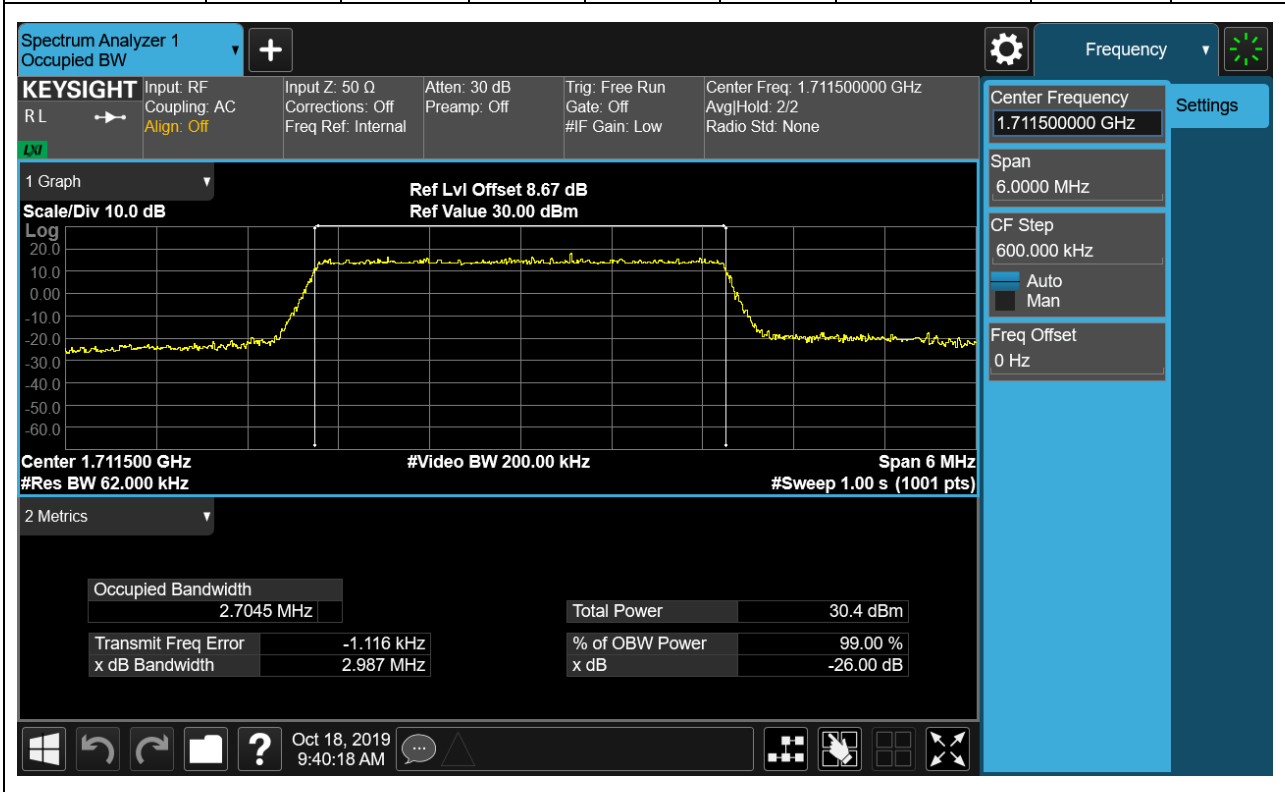 Spectrum Analyzer 1
Occupied BW
Frequency
KEYSIGHT
R L
LXI
Input: RF
Coupling: AC
Align: Off
Input Z: 50 Ω
Corrections: Off
Freq Ref: Internal
Atten: 30 dB
Preamp: Off
Trig: Free Run
Gate: Off
#IF Gain: Low
Center Freq: 1.711500000 GHz
Avg|Hold: 2/2
Radio Std: None
Center Frequency
1.711500000 GHz
Settings
Span
6.0000 MHz
CF Step
600.000 kHz
Auto
Man
Freq Offset
0 Hz
1 Graph
Scale/Div 10.0 dB
Ref Lvl Offset 8.67 dB
Ref Value 30.00 dBm
Log
20.0
10.0
0.00
-10.0
-20.0
-30.0
-40.0
-50.0
-60.0
Center 1.711500 GHz
#Video BW 200.00 kHz
Span 6 MHz
#Res BW 62.000 kHz
#Sweep 1.00 s (1001 pts)
2 Metrics
Occupied Bandwidth
2.7045 MHz
Total Power 30.4 dBm
Transmit Freq Error -1.116 kHz
% of OBW Power 99.00 %
x dB Bandwidth 2.987 MHz
x dB -26.00 dB
?
Oct 18, 2019
9:40:18 AM